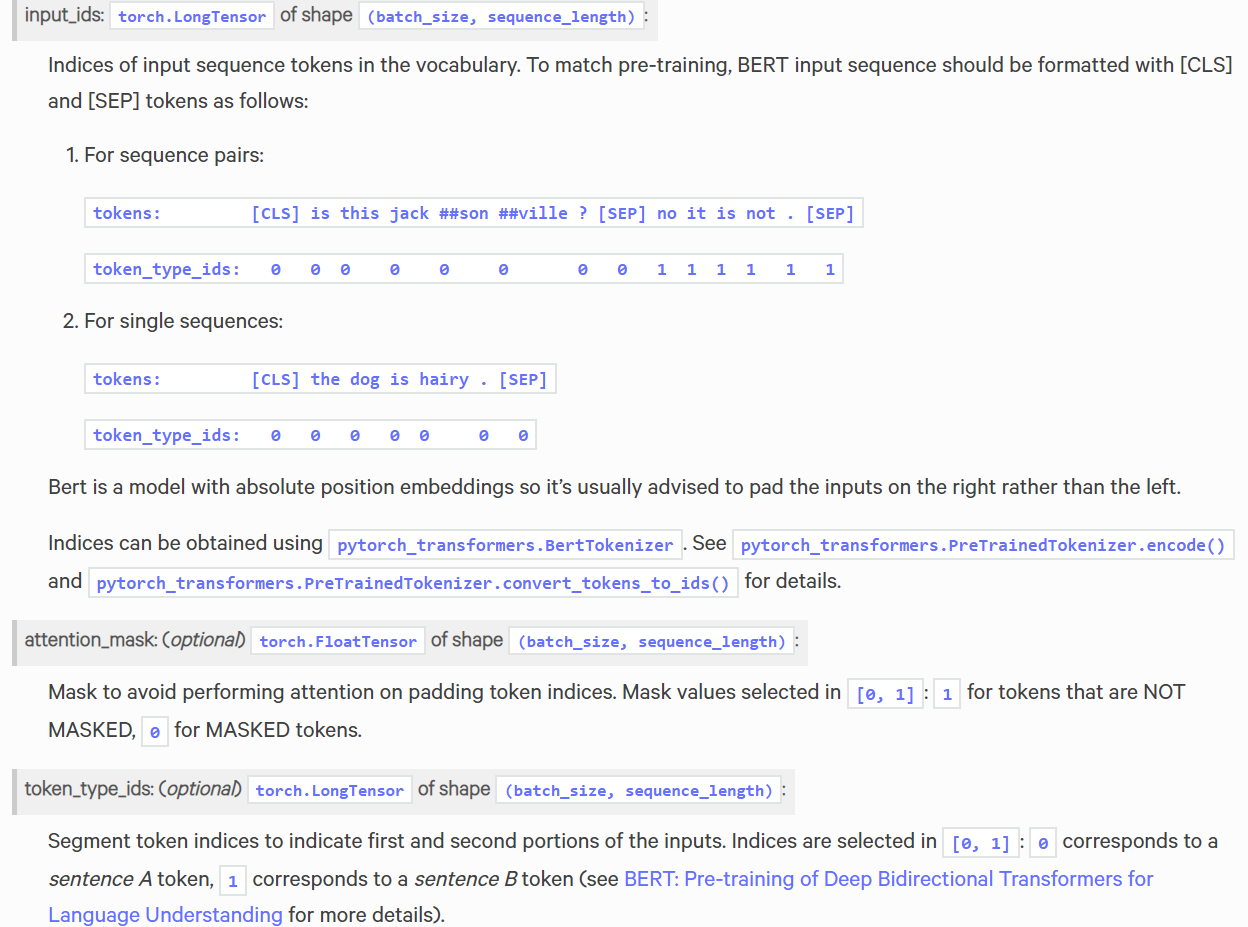 input_ids: torch.LongTensor of shape (batch_size, sequence_length):
Indices of input sequence tokens in the vocabulary. To match pre-training, BERT input sequence should be formatted with [CLS]
and [SEP] tokens as follows:
1. For sequence pairs:
tokens:         [CLS] is this jack ##son ##ville ? [SEP] no it is not . [SEP]
token_type_ids:   0   0  0    0    0     0       0   0   1  1  1  1   1   1
2. For single sequences:
tokens:         [CLS] the dog is hairy . [SEP]
token_type_ids:   0   0   0   0  0     0   0
Bert is a model with absolute position embeddings so it’s usually advised to pad the inputs on the right rather than the left.
Indices can be obtained using pytorch_transformers.BertTokenizer. See pytorch_transformers.PreTrainedTokenizer.encode()
and pytorch_transformers.PreTrainedTokenizer.convert_tokens_to_ids() for details.
attention_mask: (optional) torch.FloatTensor of shape (batch_size, sequence_length):
Mask to avoid performing attention on padding token indices. Mask values selected in [0, 1]: 1 for tokens that are NOT
MASKED, 0 for MASKED tokens.
token_type_ids: (optional) torch.LongTensor of shape (batch_size, sequence_length):
Segment token indices to indicate first and second portions of the inputs. Indices are selected in [0, 1]: 0 corresponds to a
sentence A token, 1 corresponds to a sentence B token (see BERT: Pre-training of Deep Bidirectional Transformers for
Language Understanding for more details).